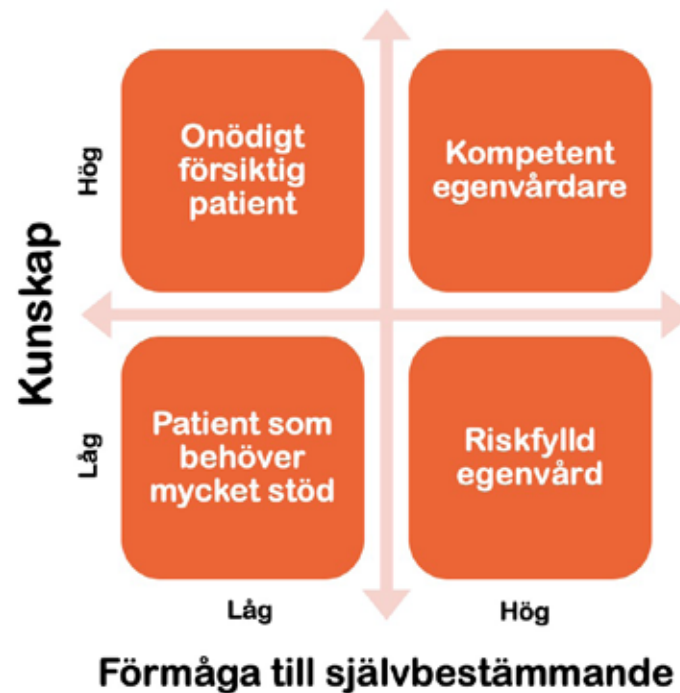 Kunskap
Hög
Låg
Onödigt
försiktig
patient
Kompetent
egenvårdare
Patient som
behöver
mycket stöd
Riskfylld
egenvård
Låg
Hög
Förmåga till självbestämmande